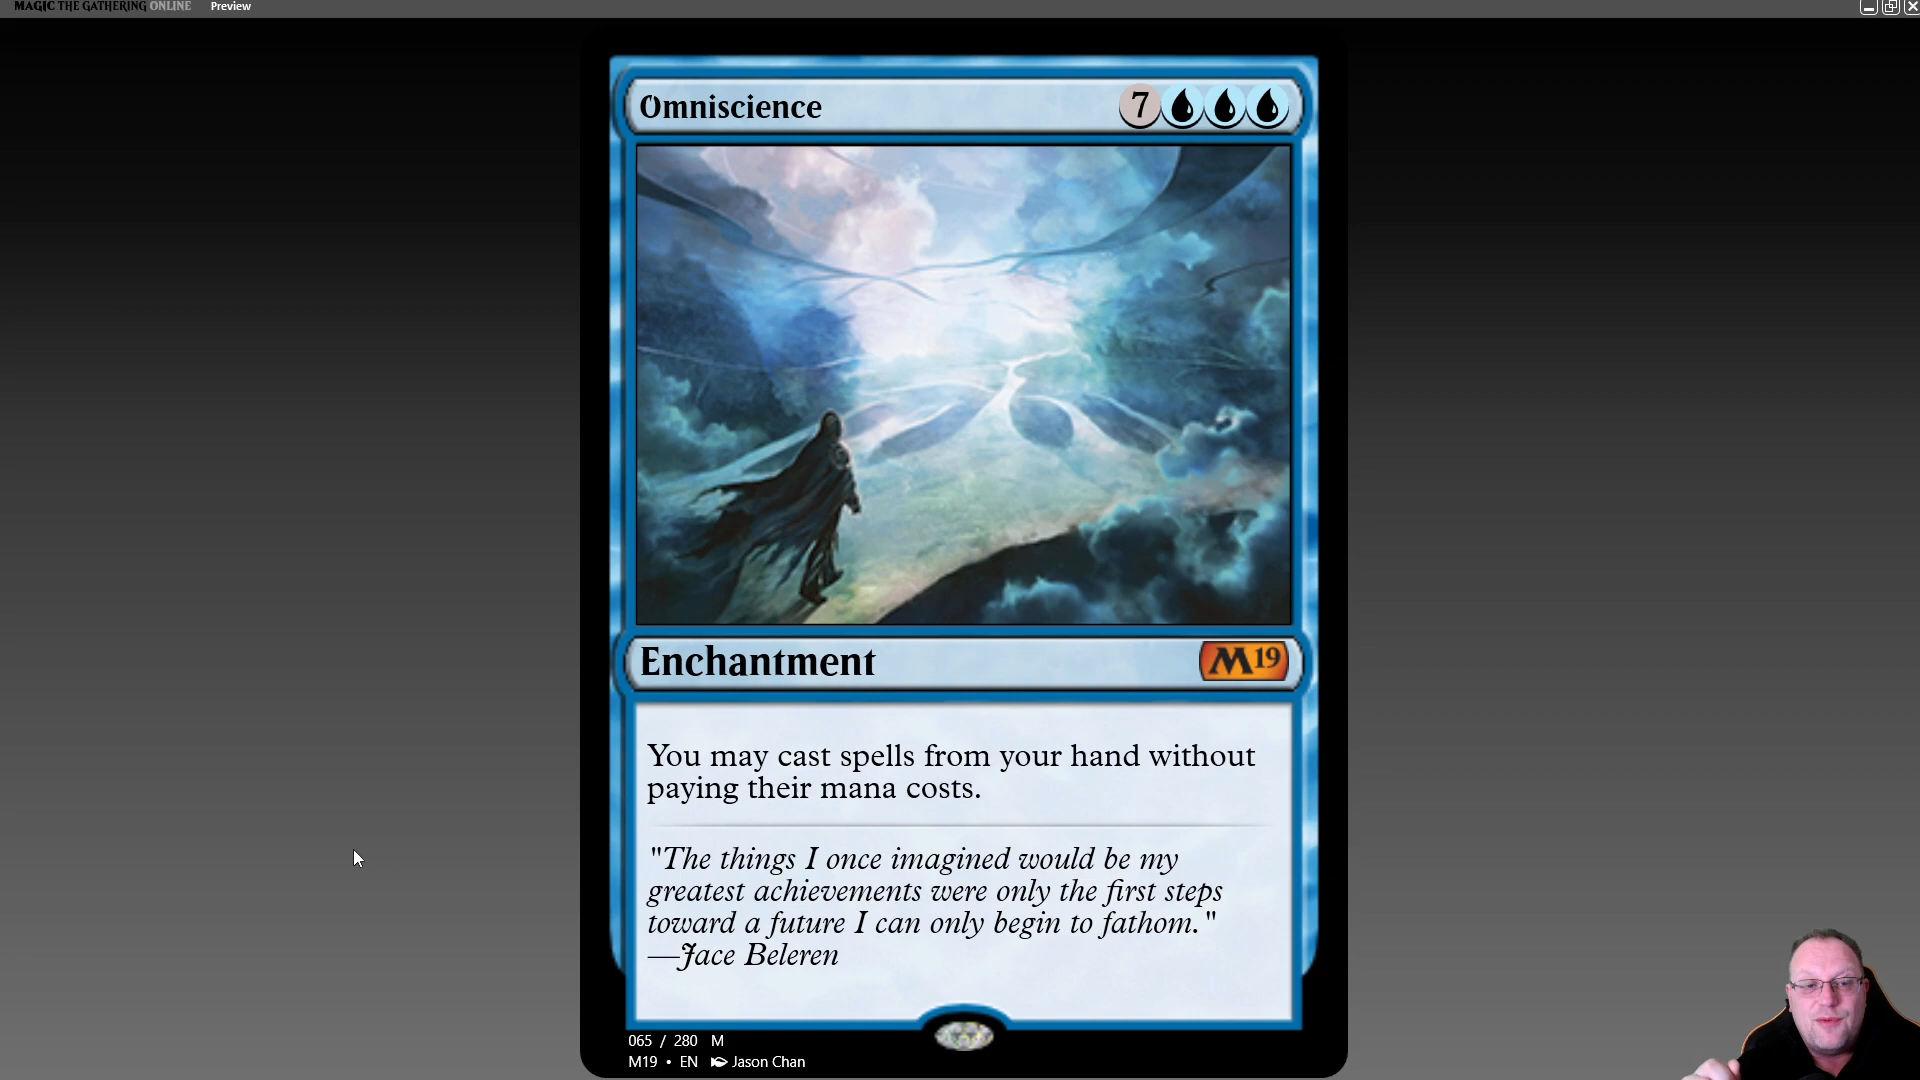 MAGIC THE GATHERING ONLINE Preview
Omniscience 7
Enchantment M19
You may cast spells from your hand without
paying their mana costs.
"The things I once imagined would be my
greatest achievements were only the first steps
toward a future I can only begin to fathom."
—Jace Beleren
065 / 280 M
M19 • EN Jason Chan